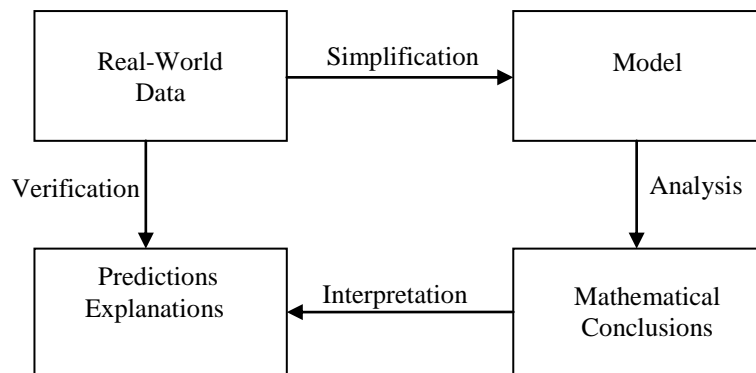 Real-World
Data
Simplification
Model
Verification
Analysis
Predictions
Explanations
Interpretation
Mathematical
Conclusions